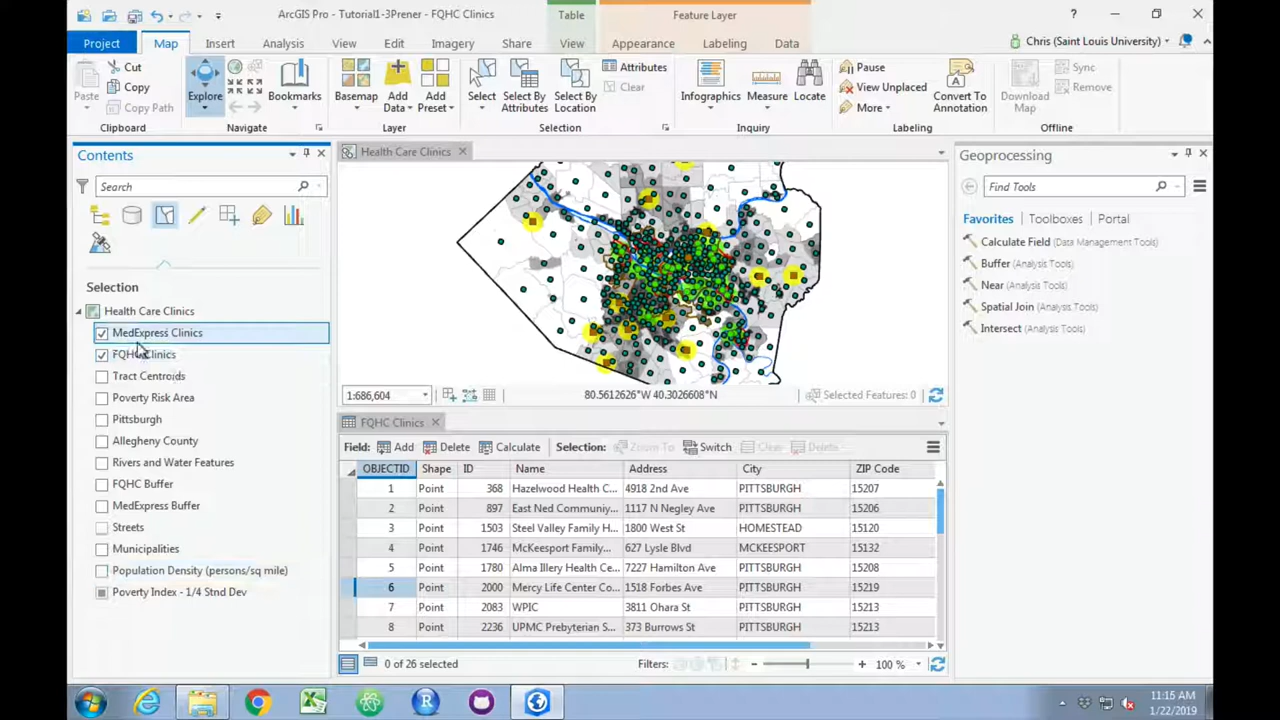 ArcGIS Pro - Tutorial1-3Prener - FQHC Clinics
Table
Feature Layer
?
Project
Map
Insert
Analysis
View
Edit
Imagery
Share
View
Appearance
Labeling
Data
Chris (Saint Louis University)
Paste
Cut
Copy
Copy Path
Clipboard
Explore
Bookmarks
Navigate
Basemap
Add Data
Add Preset
Layer
Select
Select By Attributes
Select By Location
Attributes
Clear
Selection
Infographics
Measure
Locate
Inquiry
Pause
View Unplaced
More
Convert To Annotation
Labeling
Download Map
Sync
Remove
Offline
Contents
Search
Selection
Health Care Clinics
MedExpress Clinics
FQHC Clinics
Tract Centroids
Poverty Risk Area
Pittsburgh
Allegheny County
Rivers and Water Features
FQHC Buffer
MedExpress Buffer
Streets
Municipalities
Population Density (persons/sq mile)
Poverty Index - 1/4 Stnd Dev
Health Care Clinics
1:686,604
80.5612626°W 40.3026608°N
Selected Features: 0
FQHC Clinics
Field: Add Delete Calculate Selection: Zoom To Switch Clear Delete
OBJECTID Shape ID Name Address City ZIP Code
1 Point 368 Hazelwood Health C... 4918 2nd Ave PITTSBURGH 15207
2 Point 897 East End Communiy... 1117 N Negley Ave PITTSBURGH 15206
3 Point 1503 Steel Valley Family H... 1800 West St HOMESTEAD 15120
4 Point 1746 McKeesport Family... 627 Lysle Blvd MCKEESPORT 15132
5 Point 1780 Alma Illery Health Ce... 7227 Hamilton Ave PITTSBURGH 15208
6 Point 2000 Mercy Life Center Co... 1518 Forbes Ave PITTSBURGH 15219
7 Point 2083 WPIC 3811 Ohara St PITTSBURGH 15213
8 Point 2236 UPMC Presbyterian S... 373 Burrows St PITTSBURGH 15213
0 of 26 selected
Filters:
100 %
Geoprocessing
Find Tools
Favorites
Toolboxes
Portal
Calculate Field (Data Management Tools)
Buffer (Analysis Tools)
Near (Analysis Tools)
Spatial Join (Analysis Tools)
Intersect (Analysis Tools)
11:15 AM
1/22/2019